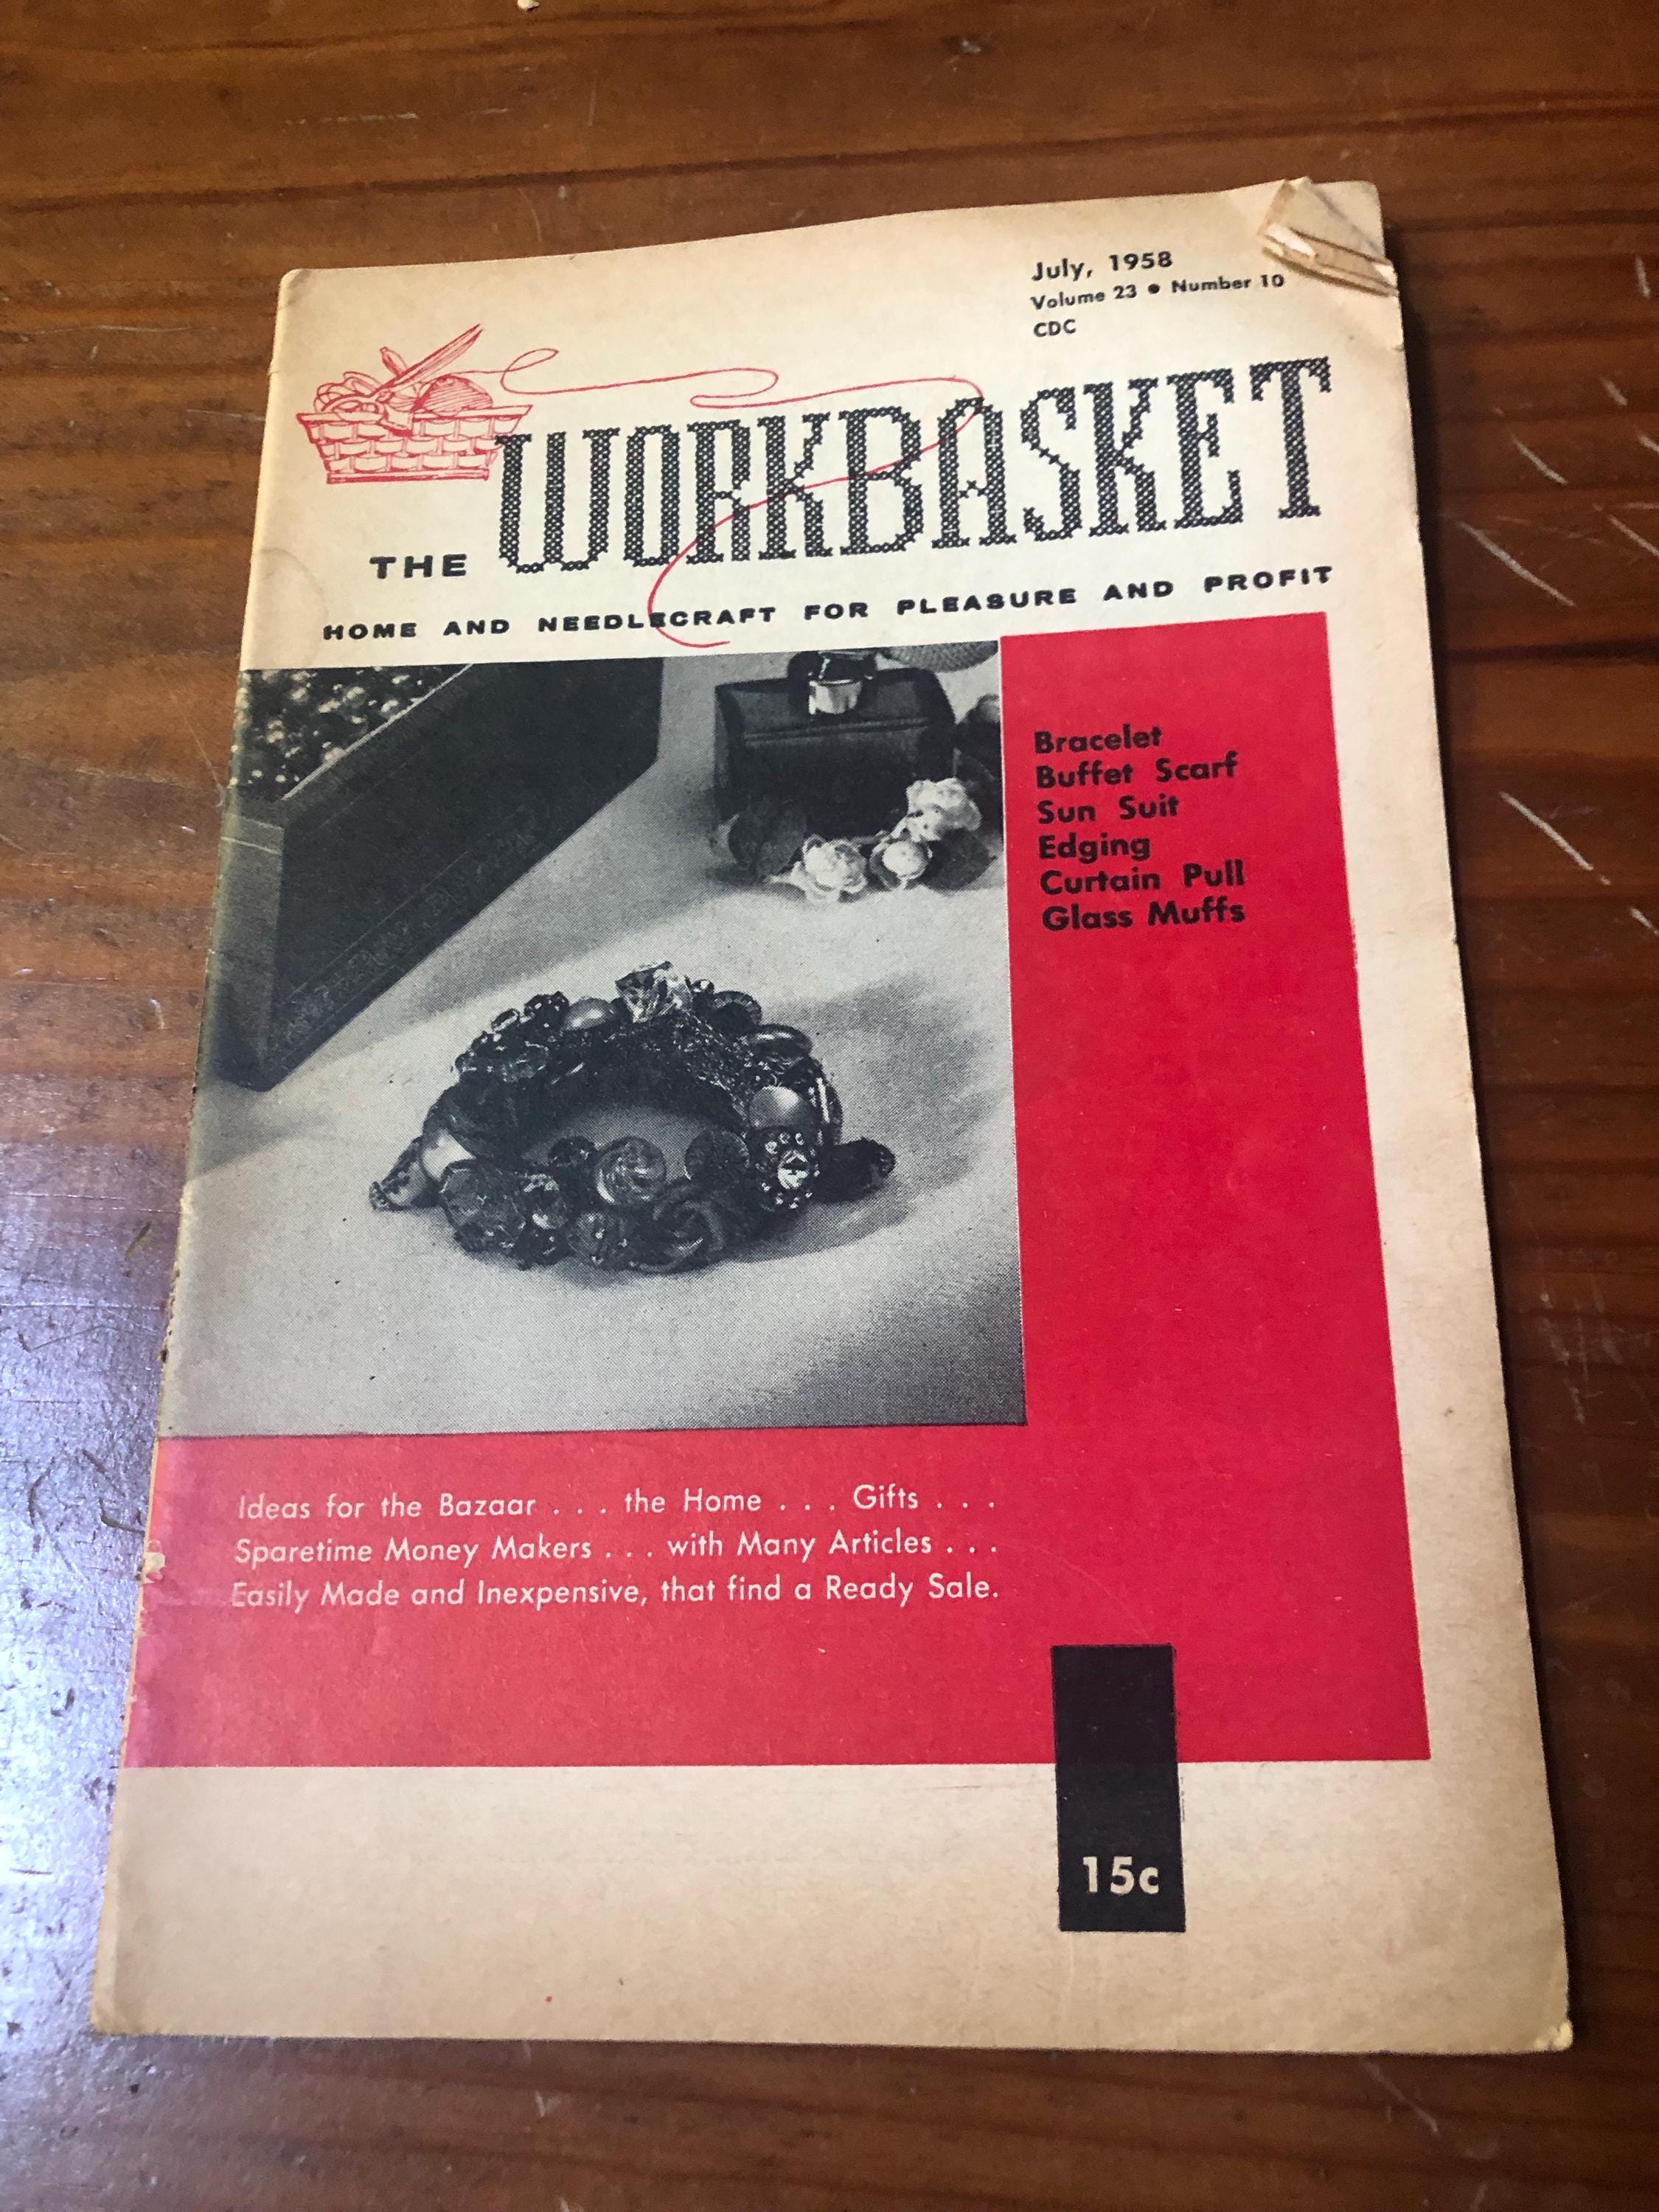 July, 1958
Volume 23 • Number 10
CDC
THE WORKBASKET
HOME AND NEEDLECRAFT FOR PLEASURE AND PROFIT
Bracelet
Buffet Scarf
Sun Suit
Edging
Curtain Pull
Glass Muffs
Ideas for the Bazaar . . . the Home . . . Gifts . . .
Sparetime Money Makers . . . with Many Articles . . .
Easily Made and Inexpensive, that find a Ready Sale.
15c